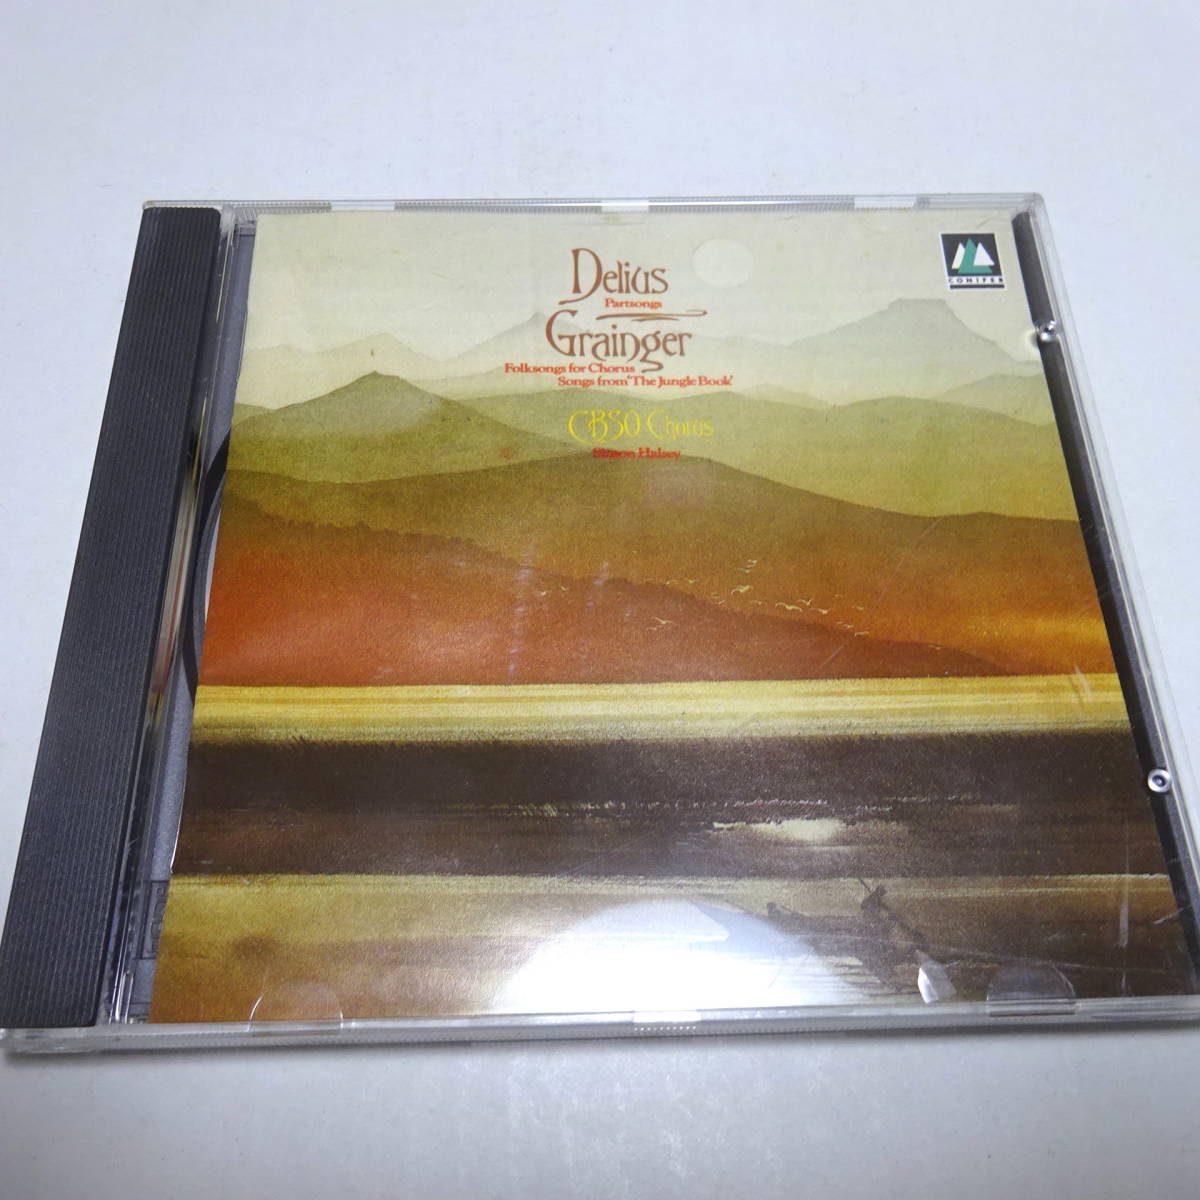 Delius
Partsongs
Grainger
Folksongs for Chorus
Songs from 'The Jungle Book'
CBSO Chorus
Simon Halsey
CONIFER